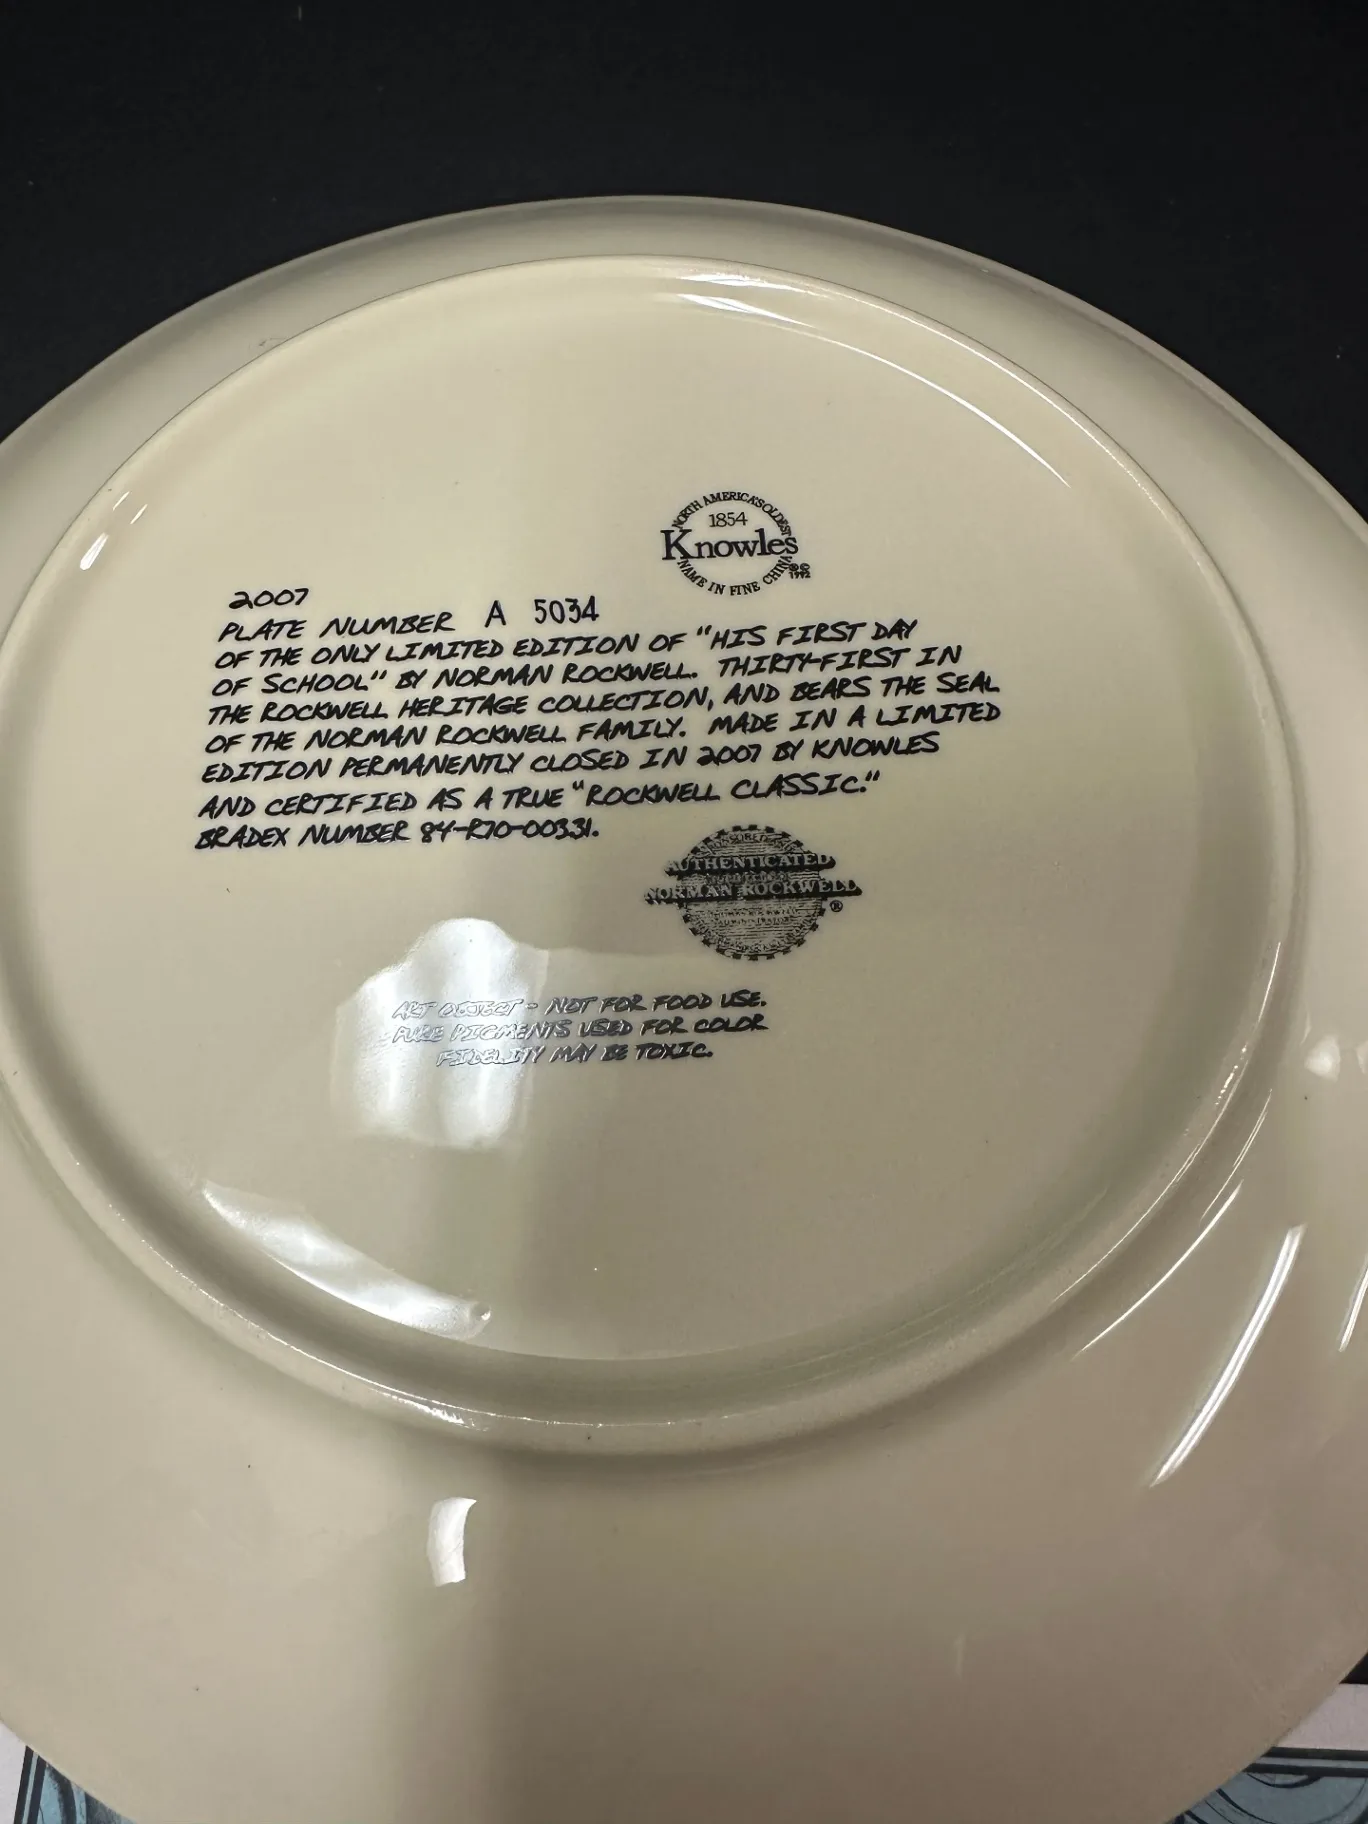 NORTH AMERICA'S OLDEST
1854
Knowles
NAME IN FINE CHINA
®©
1992
2007
PLATE NUMBER A 5034
OF THE ONLY LIMITED EDITION OF "HIS FIRST DAY
OF SCHOOL" BY NORMAN ROCKWELL. THIRTY-FIRST IN
THE ROCKWELL HERITAGE COLLECTION, AND BEARS THE SEAL
OF THE NORMAN ROCKWELL FAMILY. MADE IN A LIMITED
EDITION PERMANENTLY CLOSED IN 2007 BY KNOWLES
AND CERTIFIED AS A TRUE "ROCKWELL CLASSIC."
BRADEX NUMBER 84-R70-00331.
AUTHENTICATED
NORMAN ROCKWELL
®
ART OBJECT - NOT FOR FOOD USE.
PURE PIGMENTS USED FOR COLOR
FIDELITY MAY BE TOXIC.